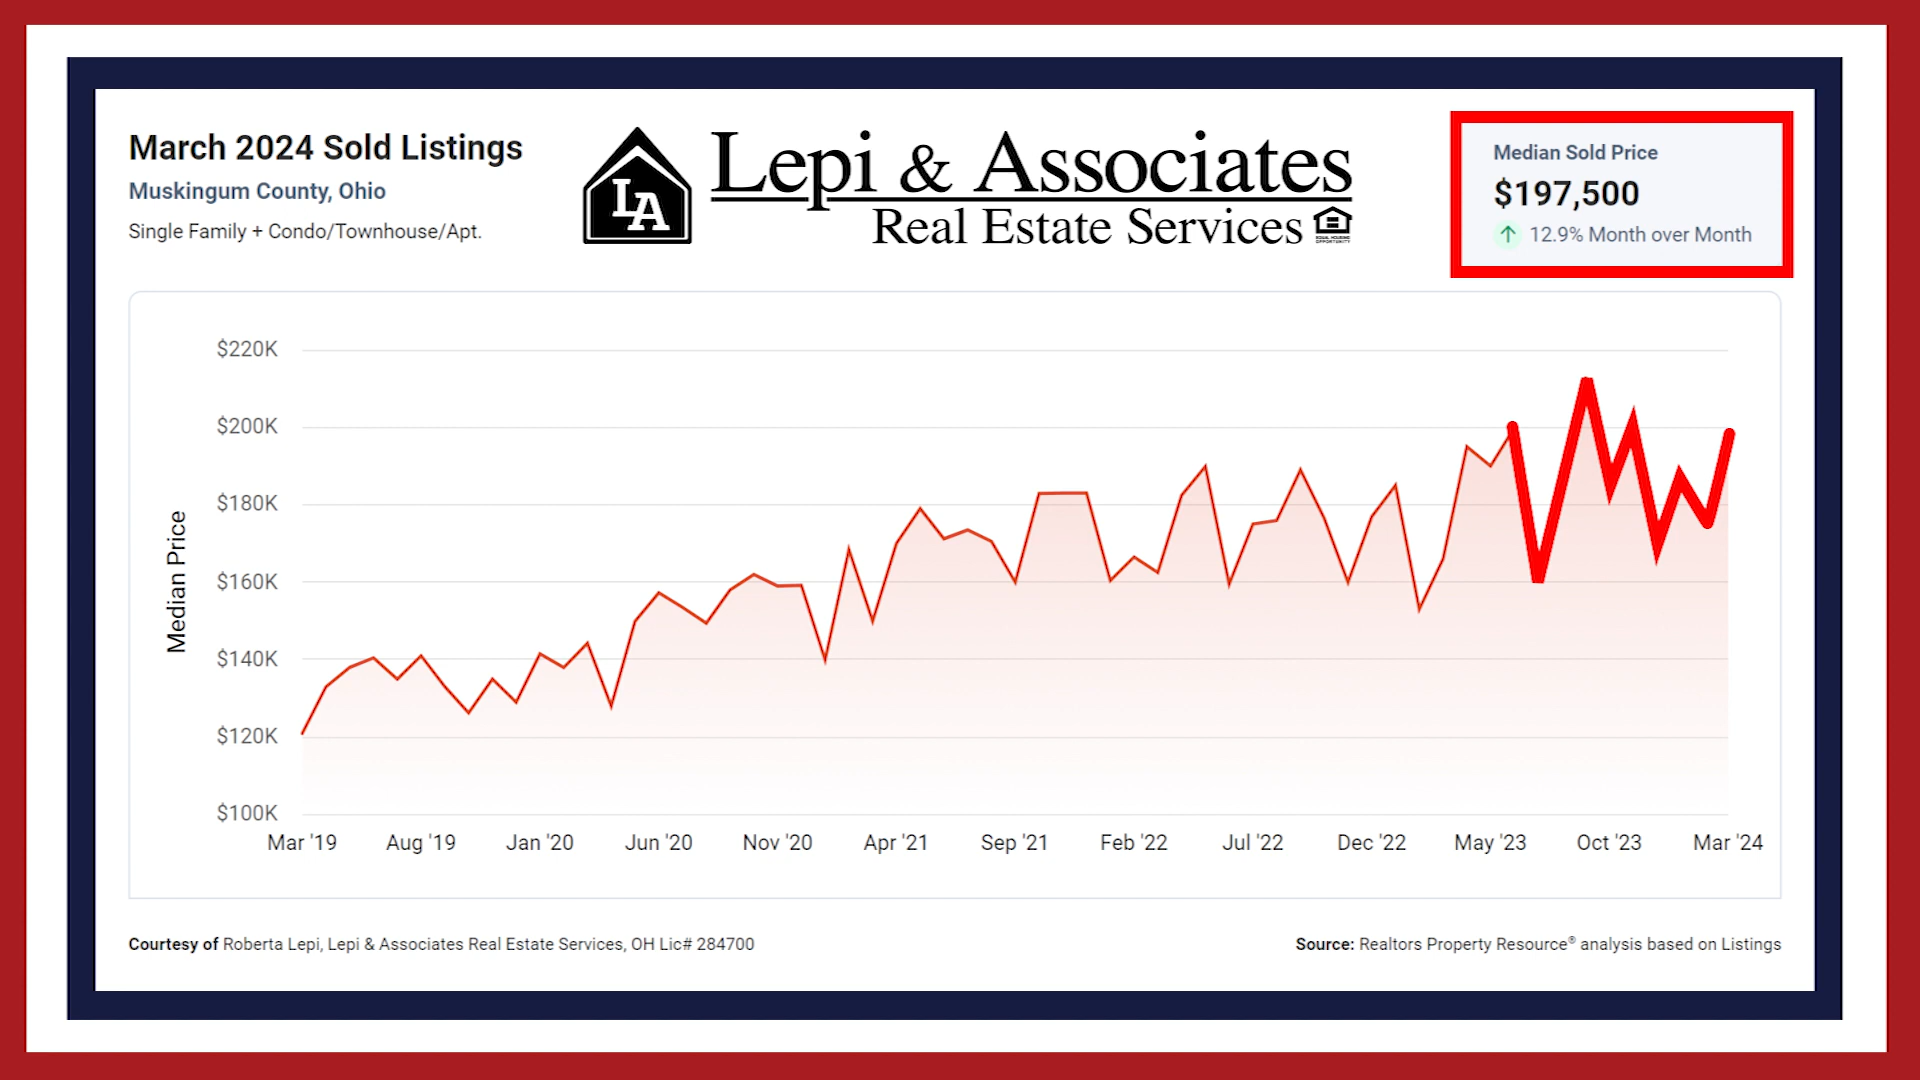 March 2024 Sold Listings
Muskingum County, Ohio
Single Family + Condo/Townhouse/Apt.
LA
Lepi & Associates
Real Estate Services
EQUAL HOUSING
OPPORTUNITY
Median Sold Price
$197,500
12.9% Month over Month
Median Price
$220K
$200K
$180K
$160K
$140K
$120K
$100K
Mar '19 Aug '19 Jan '20 Jun '20 Nov '20 Apr '21 Sep '21 Feb '22 Jul '22 Dec '22 May '23 Oct '23 Mar '24
Courtesy of Roberta Lepi, Lepi & Associates Real Estate Services, OH Lic# 284700
Source: Realtors Property Resource® analysis based on Listings